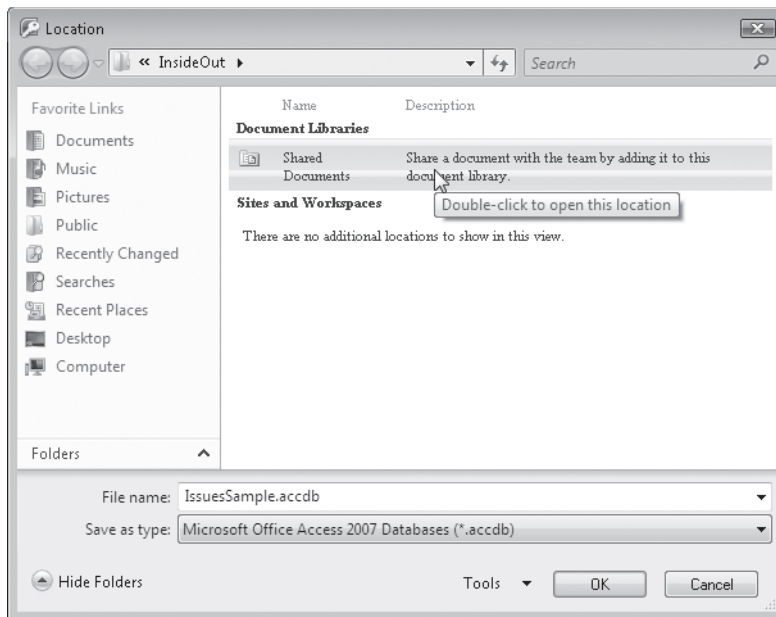 Location
« InsideOut
Search
Favorite Links
Documents
Music
Pictures
Public
Recently Changed
Searches
Recent Places
Desktop
Computer
Folders
Name Description
Document Libraries
Shared Documents
Share a document with the team by adding it to this
document library.
Double-click to open this location
Sites and Workspaces
There are no additional locations to show in this view.
File name: IssuesSample.accdb
Save as type: Microsoft Office Access 2007 Databases (*.accdb)
Hide Folders
Tools
OK
Cancel